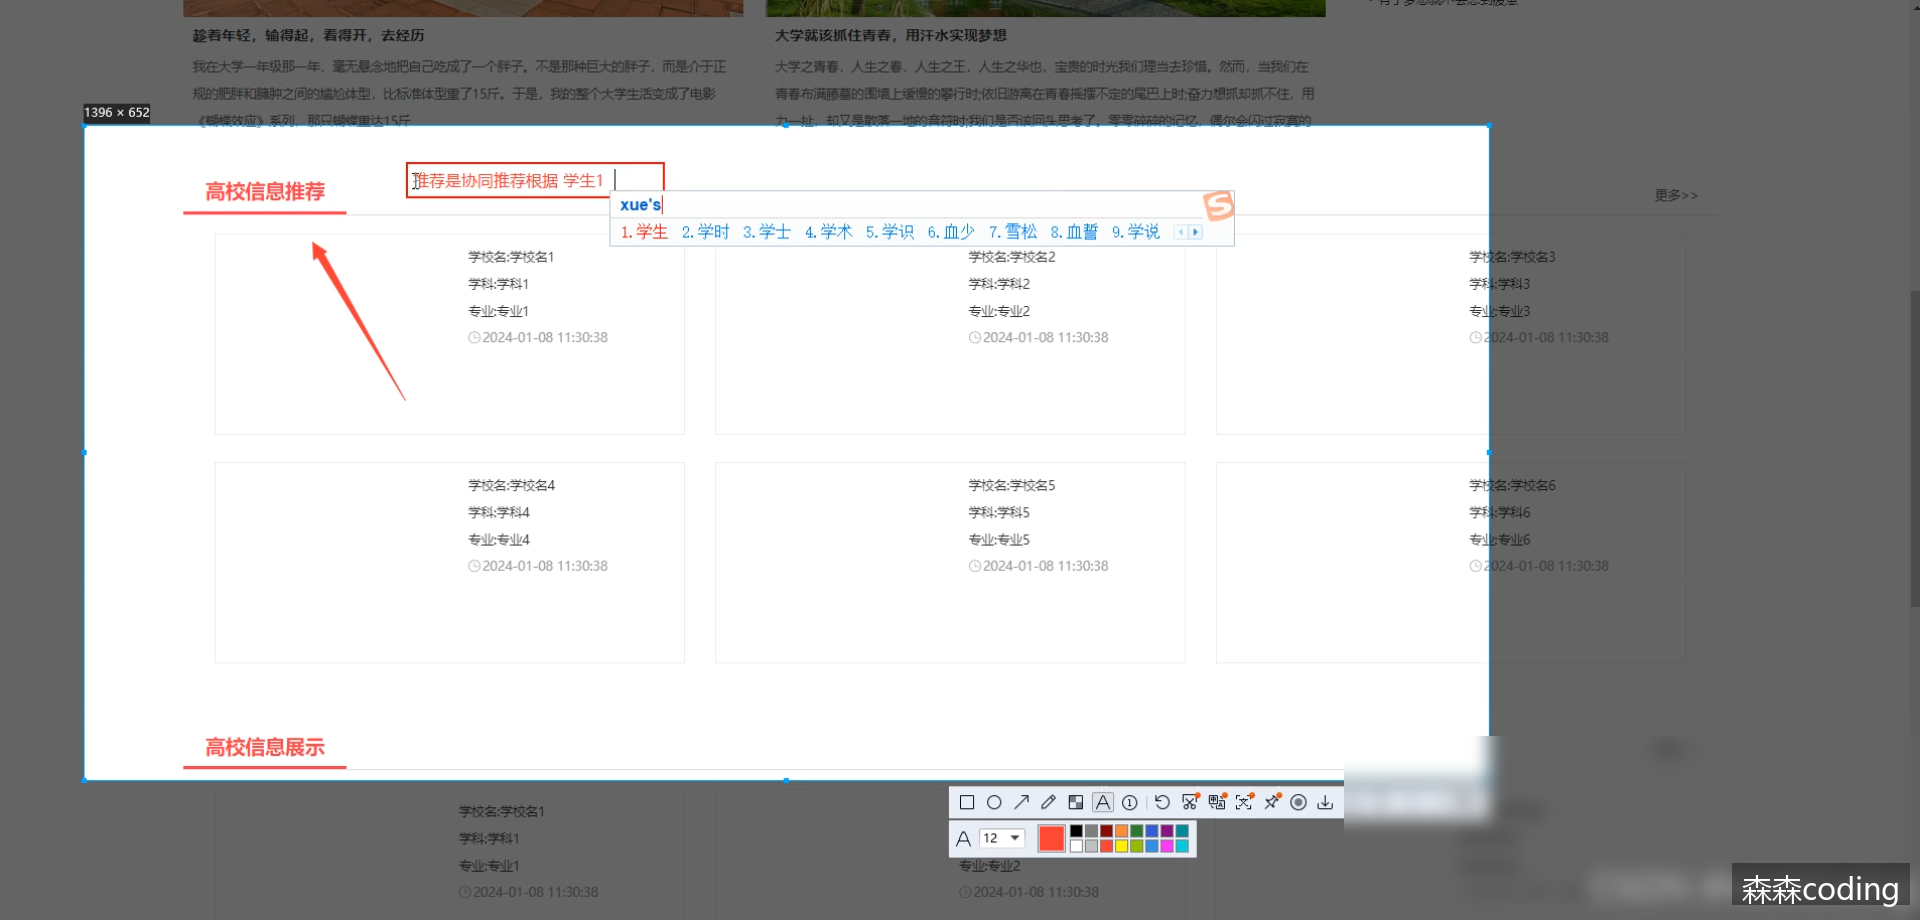 趁着年轻，输得起，看得开，去经历
大学就该抓住青春，用汗水实现梦想
我在大学一年级那一年，毫无悬念地把自己吃成了一个胖子。不是那种巨大的胖子，而是介于正
规的肥胖和臃肿之间的尴尬体型，比标准体型重了15斤。于是，我的整个大学生活变成了电影
《蝴蝶效应》系列，那只蝴蝶重达15斤
大学之青春，人生之春，人生之王，人生之华也，宝贵的时光我们理当去珍惜。然而，当我们在
青春布满藤蔓的围墙上缓慢的攀行时;依旧游离在青春摇摆不定的尾巴上时;奋力想抓却抓不住，用
力一扯，却又是散落一地的音符时;我们是否该回头思考了。零零碎碎的记忆，偶尔会闪过寂寞的
1396 × 652
高校信息推荐
推荐是协同推荐根据 学生1
更多>>
xue's
1.学生 2.学时 3.学士 4.学术 5.学识 6.血少 7.雪松 8.血誓 9.学说
学校名:学校名1
学科:学科1
专业:专业1
2024-01-08 11:30:38
学校名:学校名2
学科:学科2
专业:专业2
2024-01-08 11:30:38
学校名:学校名3
学科:学科3
专业:专业3
2024-01-08 11:30:38
学校名:学校名4
学科:学科4
专业:专业4
2024-01-08 11:30:38
学校名:学校名5
学科:学科5
专业:专业5
2024-01-08 11:30:38
学校名:学校名6
学科:学科6
专业:专业6
2024-01-08 11:30:38
高校信息展示
A 12
学校名:学校名1
学科:学科1
专业:专业1
2024-01-08 11:30:38
专业:专业2
2024-01-08 11:30:38
森森coding